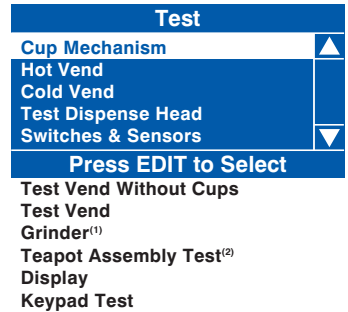 Test
Cup Mechanism
Hot Vend
Cold Vend
Test Dispense Head
Switches & Sensors
Press EDIT to Select
Test Vend Without Cups
Test Vend
Grinder(1)
Teapot Assembly Test(2)
Display
Keypad Test